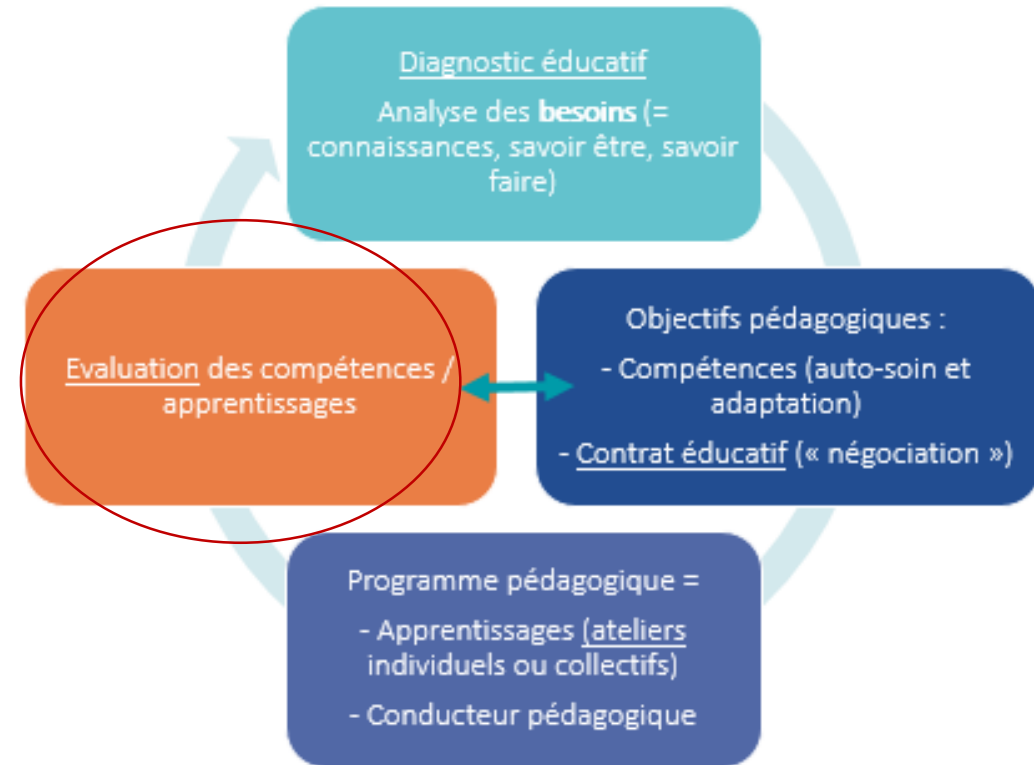 Diagnostic éducatif
Analyse des besoins (=
connaissances, savoir être, savoir
faire)
Evaluation des compétences /
apprentissages
Objectifs pédagogiques :
- Compétences (auto-soin et
adaptation)
- Contrat éducatif (« négociation »)
Programme pédagogique =
- Apprentissages (ateliers
individuels ou collectifs)
- Conducteur pédagogique